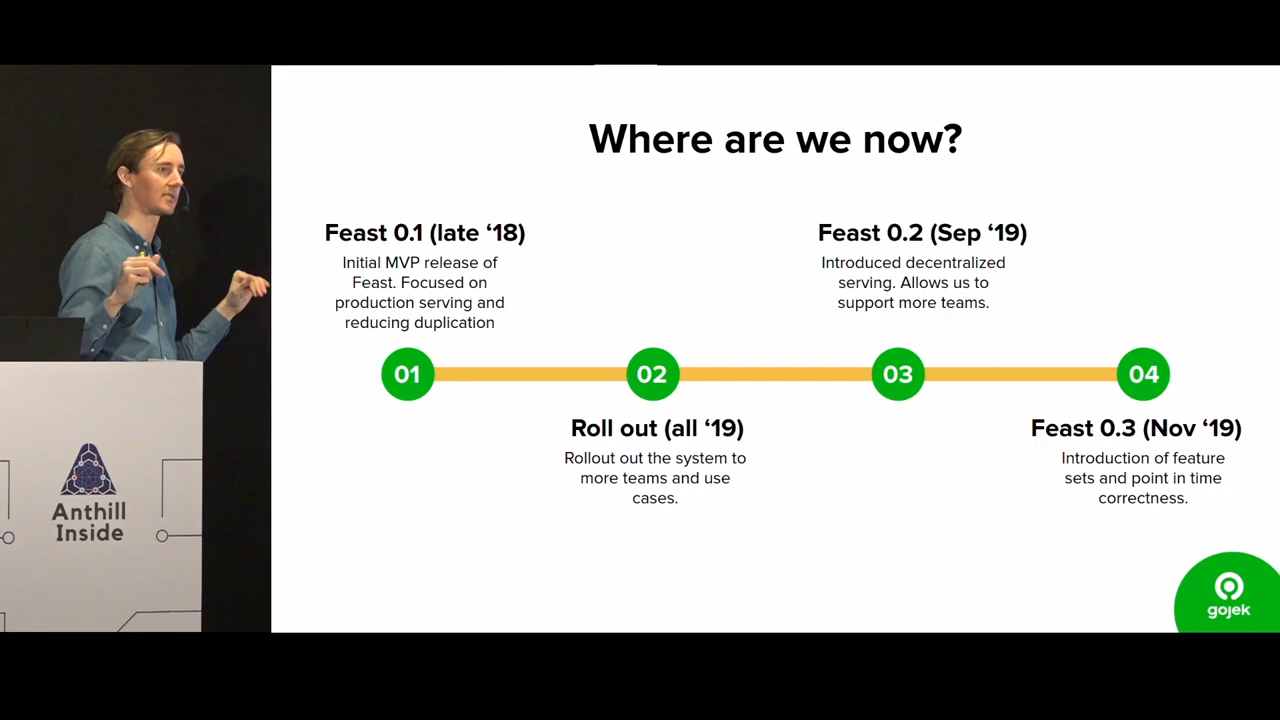 Where are we now?
Feast 0.1 (late ‘18)
Initial MVP release of
Feast. Focused on
production serving and
reducing duplication
Feast 0.2 (Sep ‘19)
Introduced decentralized
serving. Allows us to
support more teams.
01
02
03
04
Roll out (all ‘19)
Rollout out the system to
more teams and use
cases.
Feast 0.3 (Nov ‘19)
Introduction of feature
sets and point in time
correctness.
Anthill
Inside
gojek